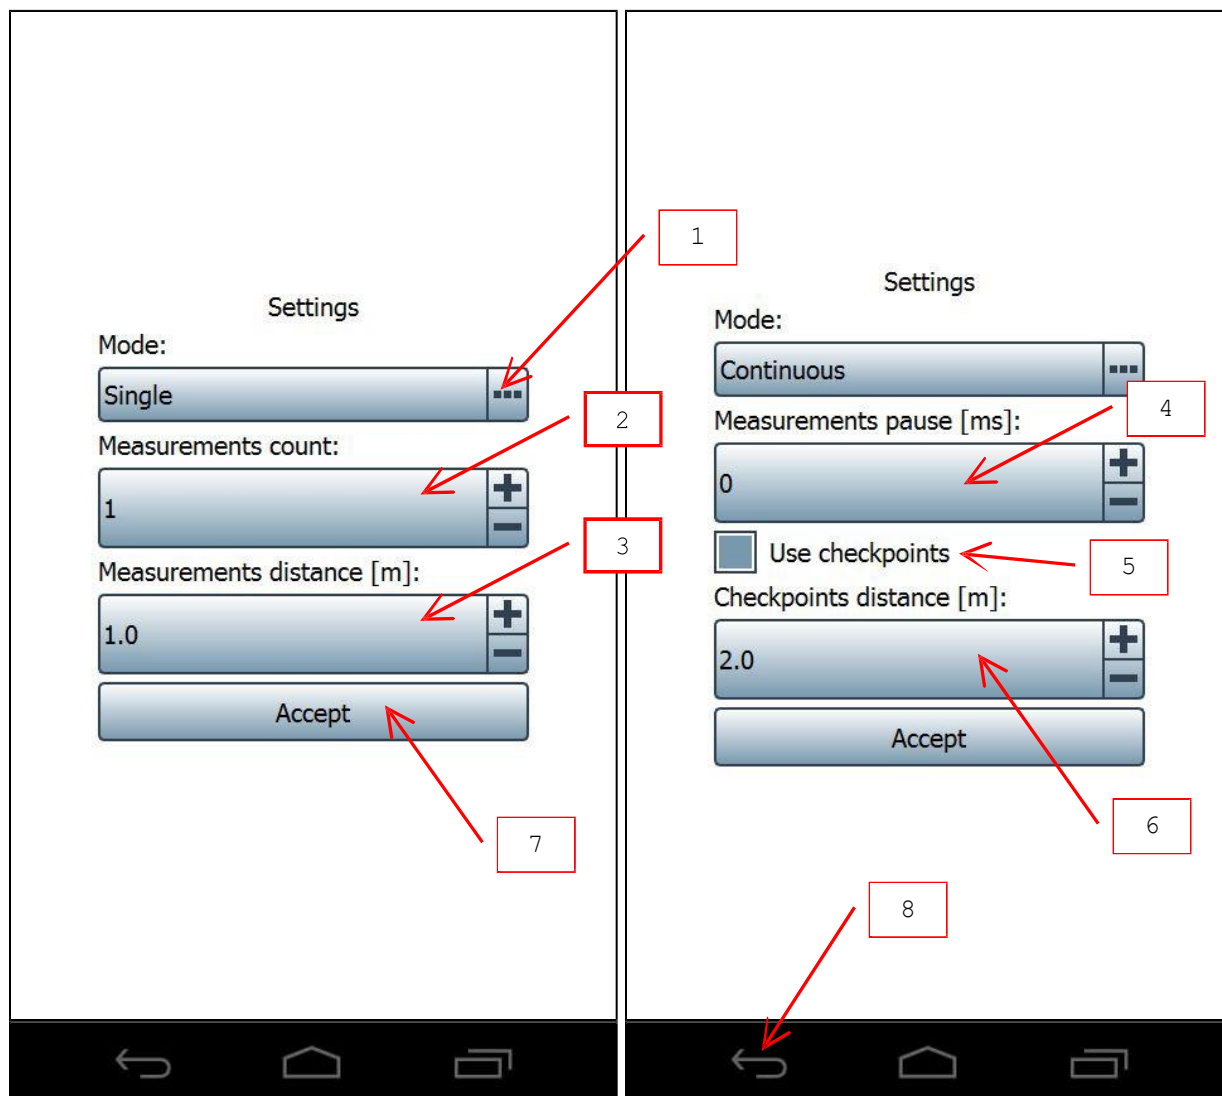 Settings
Mode:
Single
Measurements count:
1
Measurements distance [m]:
1.0
Accept
1
2
3
7
Settings
Mode:
Continuous
Measurements pause [ms]:
0
Use checkpoints
Checkpoints distance [m]:
2.0
Accept
4
5
6
8